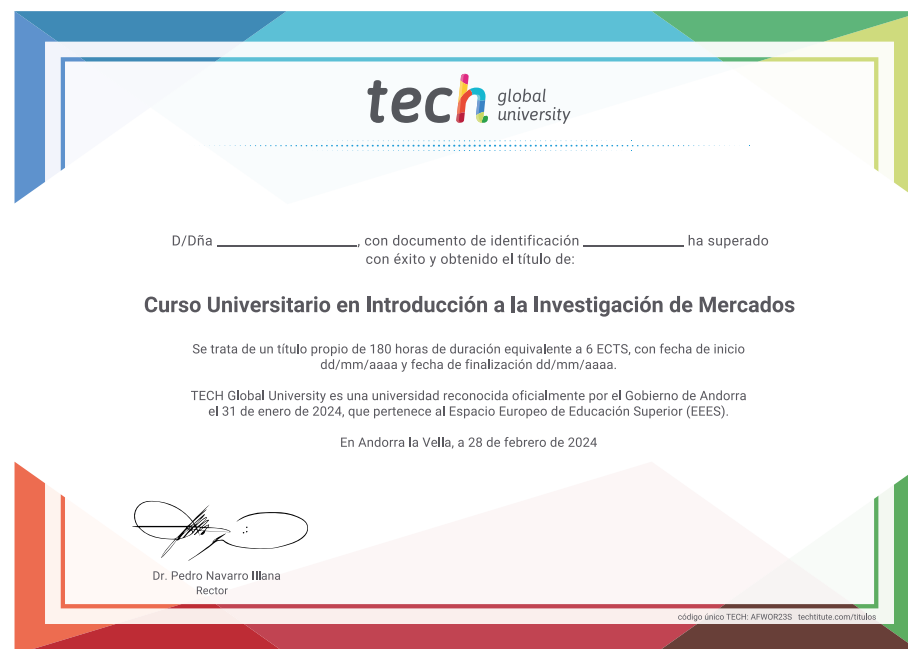 tech global
university
D/Dña ______________, con documento de identificación __________ ha superado
con éxito y obtenido el título de:
Curso Universitario en Introducción a la Investigación de Mercados
Se trata de un título propio de 180 horas de duración equivalente a 6 ECTS, con fecha de inicio
dd/mm/aaaa y fecha de finalización dd/mm/aaaa.
TECH Global University es una universidad reconocida oficialmente por el Gobierno de Andorra
el 31 de enero de 2024, que pertenece al Espacio Europeo de Educación Superior (EEES).
En Andorra la Vella, a 28 de febrero de 2024
Dr. Pedro Navarro Illana
Rector
código único TECH: AFWOR23S techtitute.com/titulos